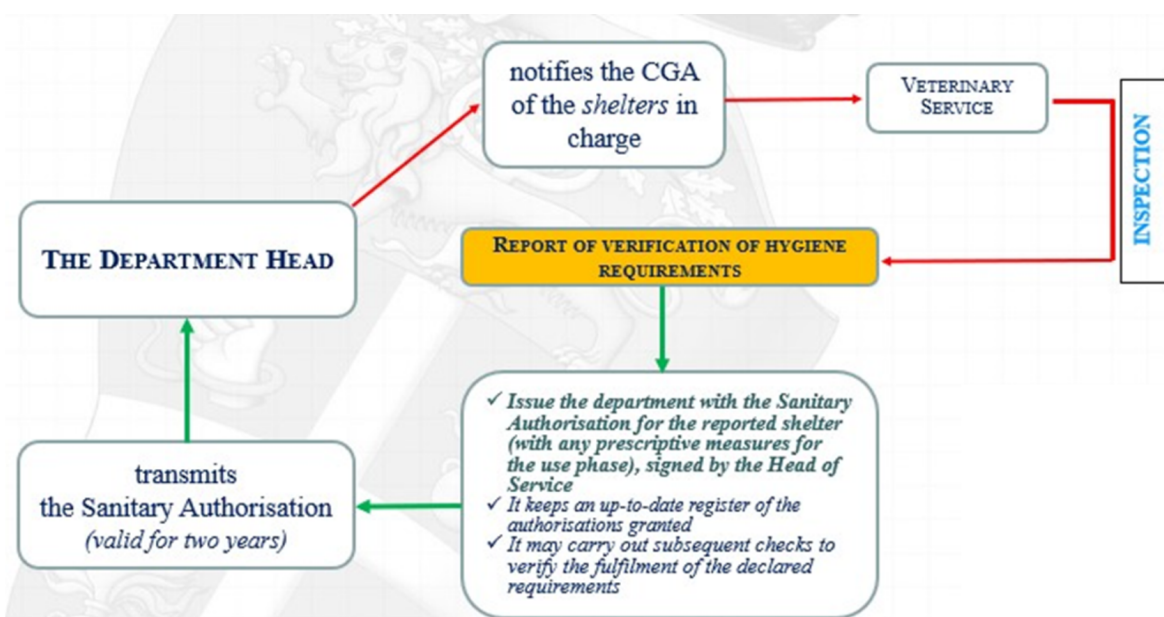 notifies the CGA
of the shelters in
charge
VETERINARY
SERVICE
INSPECTION
THE DEPARTMENT HEAD
REPORT OF VERIFICATION OF HYGIENE
REQUIREMENTS
✓ Issue the department with the Sanitary
Authorisation for the reported shelter
(with any prescriptive measures for
the use phase), signed by the Head of
Service
✓ It keeps an up-to-date register of the
authorisations granted
✓ It may carry out subsequent checks to
verify the fulfilment of the declared
requirements
transmits
the Sanitary Authorisation
(valid for two years)